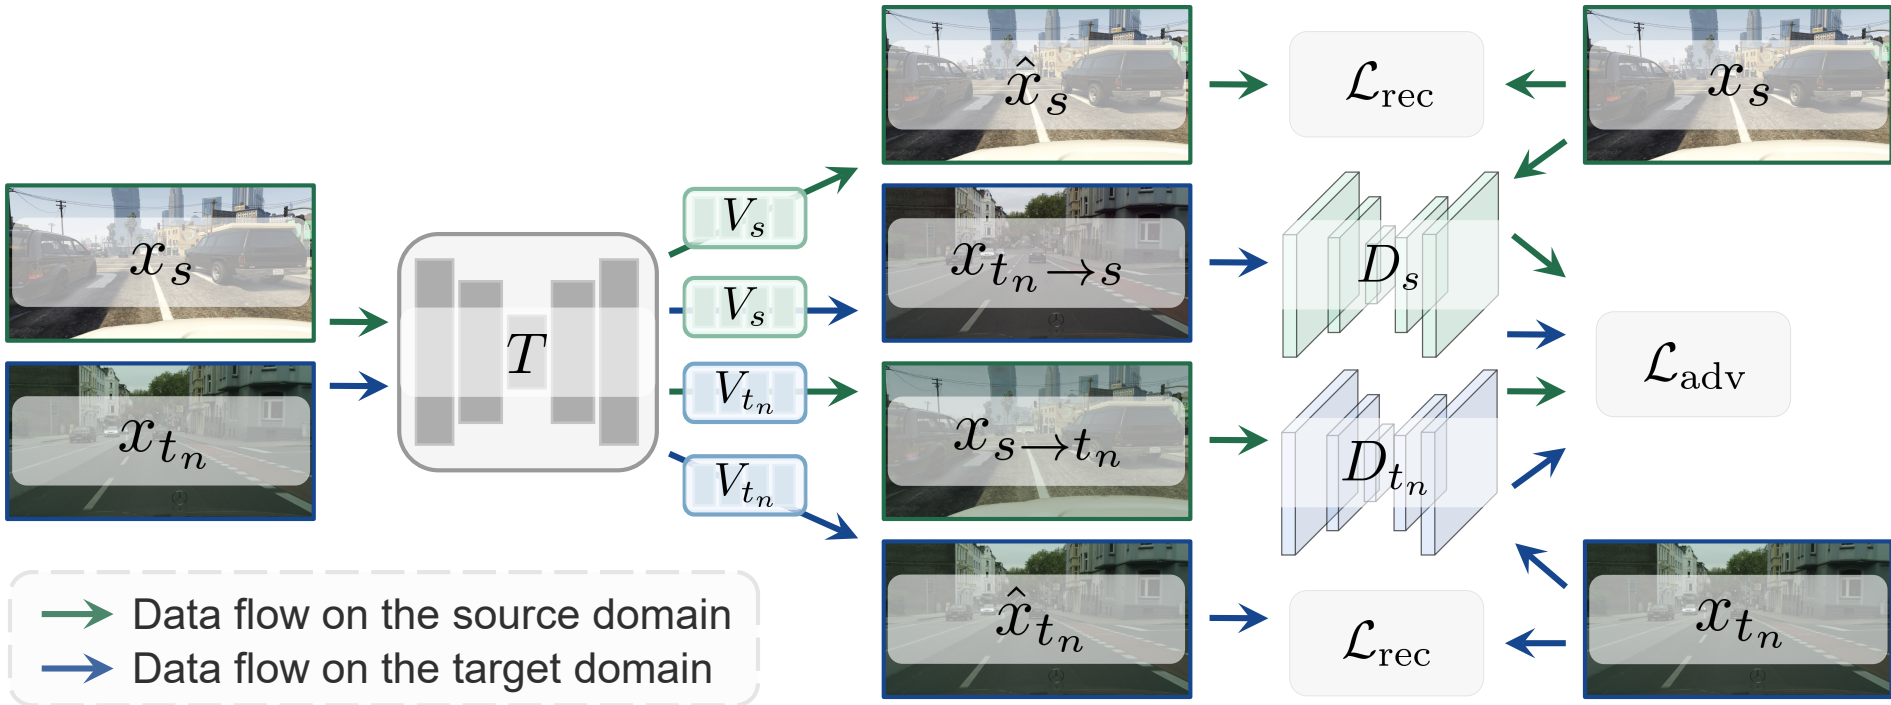 x_s
x_{t_n}
T
V_s
V_s
V_{t_n}
V_{t_n}
x̂_s
x_{t_n→s}
x_{s→t_n}
x̂_{t_n}
ℒ_rec
D_s
D_{t_n}
ℒ_rec
x_s
ℒ_adv
x_{t_n}
Data flow on the source domain
Data flow on the target domain